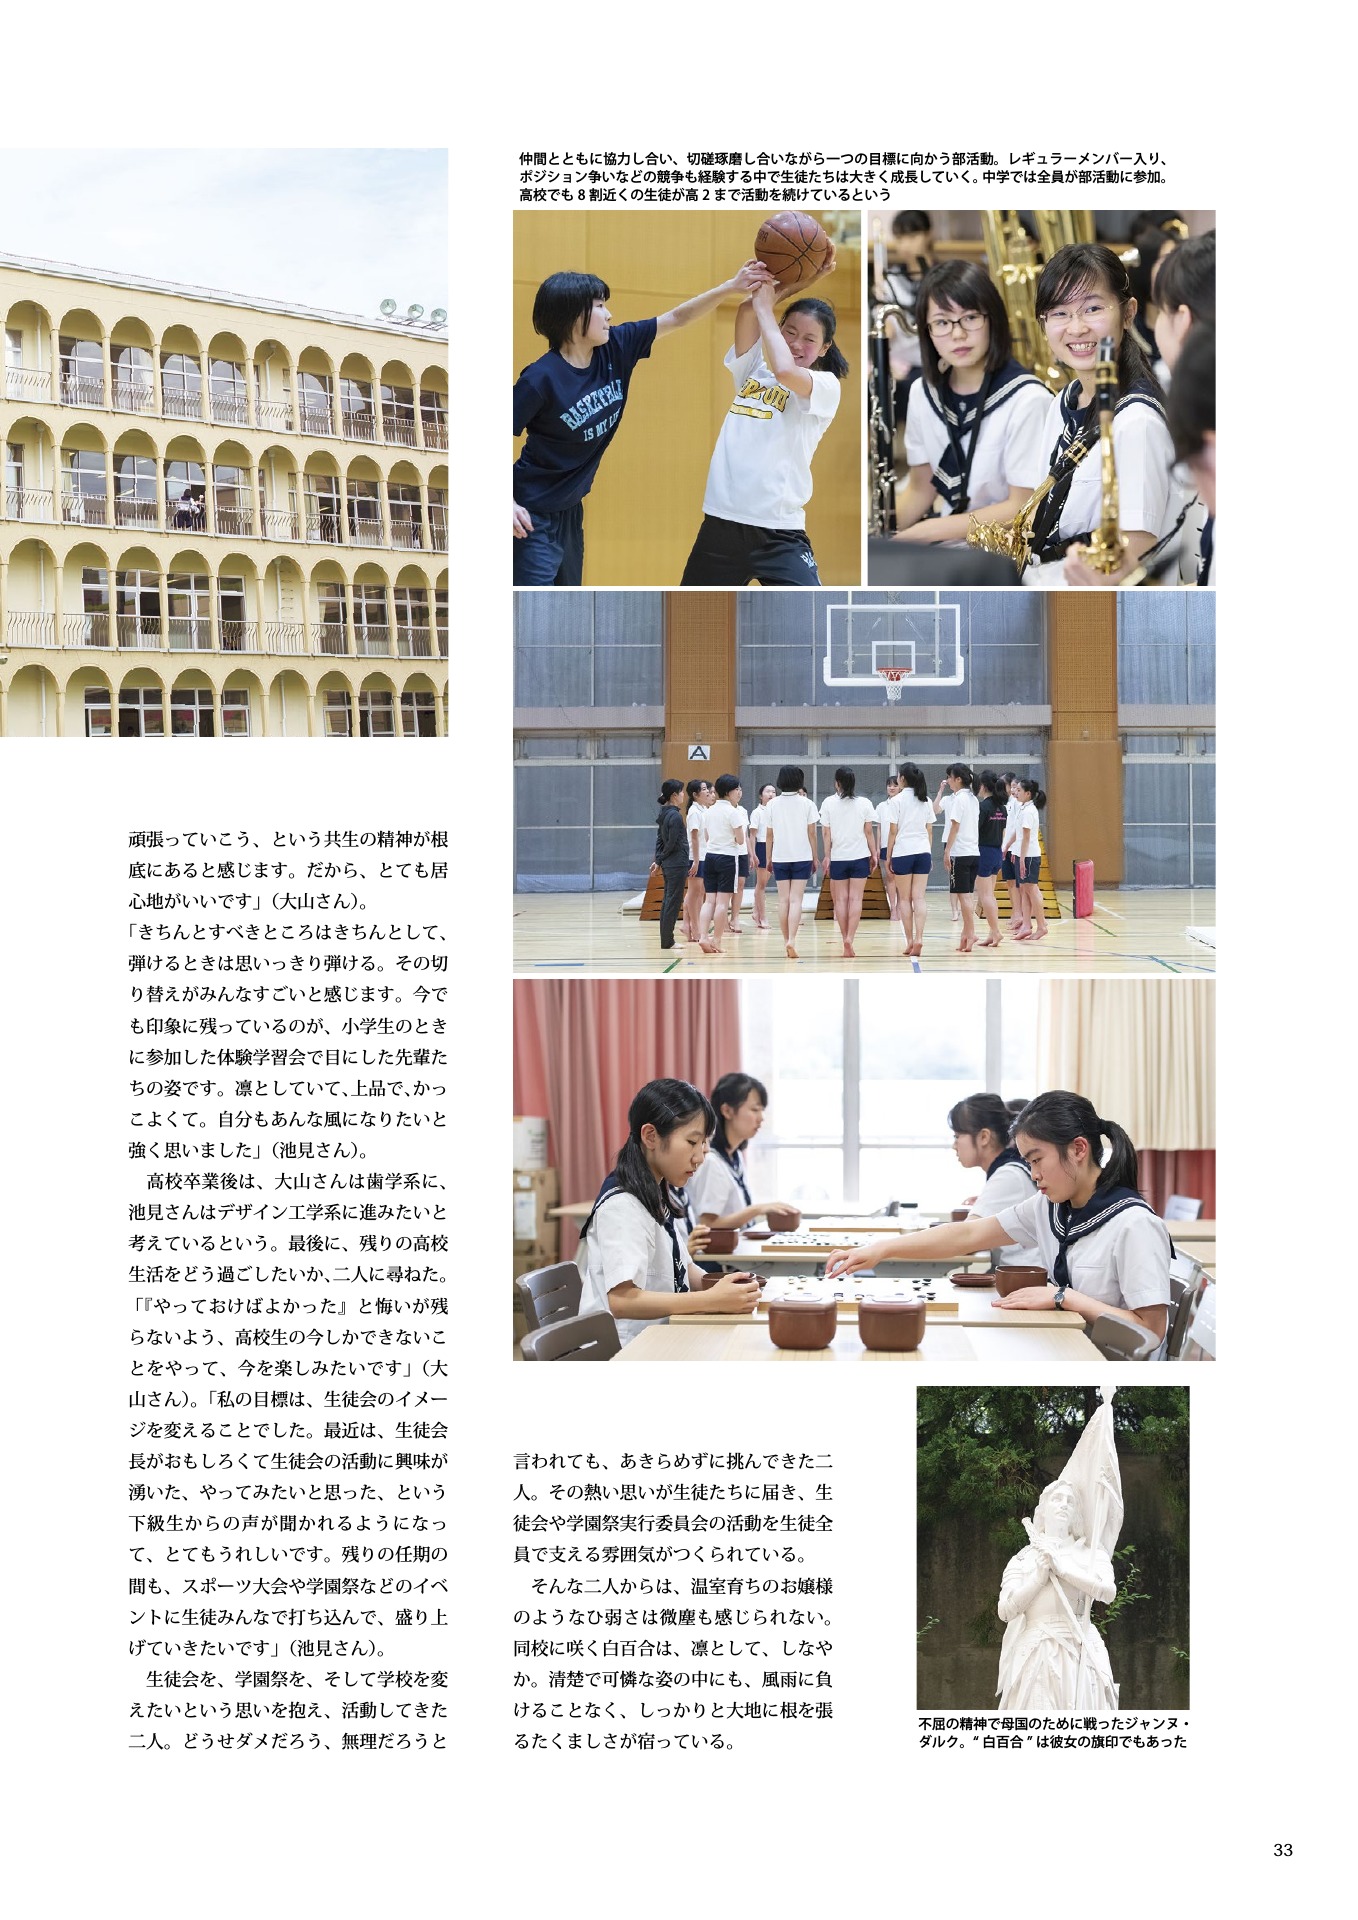 仲間とともに協力し合い、切磋琢磨し合いながら一つの目標に向かう部活動。レギュラーメンバー入り、
ポジション争いなどの競争も経験する中で生徒たちは大きく成長していく。中学では全員が部活動に参加。
高校でも8割近くの生徒が高2まで活動を続けているという
BASKETBALL
IS MY LIFE
A
頑張っていこう、という共生の精神が根
底にあると感じます。だから、とても居
心地がいいです」（大山さん）。
「きちんとすべきところはきちんとして、
弾けるときは思いっきり弾ける。その切
り替えがみんなすごいと感じます。今で
も印象に残っているのが、小学生のとき
に参加した体験学習会で目にした先輩た
ちの姿です。凛としていて、上品で、かっ
こよくて。自分もあんな風になりたいと
強く思いました」（池見さん）。
　高校卒業後は、大山さんは歯学系に、
池見さんはデザイン工学系に進みたいと
考えているという。最後に、残りの高校
生活をどう過ごしたいか、二人に尋ねた。
「『やっておけばよかった』と悔いが残
らないよう、高校生の今しかできないこ
とをやって、今を楽しみたいです」（大
山さん）。「私の目標は、生徒会のイメー
ジを変えることでした。最近は、生徒会
長がおもしろくて生徒会の活動に興味が
湧いた、やってみたいと思った、という
下級生からの声が聞かれるようになっ
て、とてもうれしいです。残りの任期の
間も、スポーツ大会や学園祭などのイベ
ントに生徒みんなで打ち込んで、盛り上
げていきたいです」（池見さん）。
　生徒会を、学園祭を、そして学校を変
えたいという思いを抱え、活動してきた
二人。どうせダメだろう、無理だろうと
言われても、あきらめずに挑んできた二
人。その熱い思いが生徒たちに届き、生
徒会や学園祭実行委員会の活動を生徒全
員で支える雰囲気がつくられている。
　そんな二人からは、温室育ちのお嬢様
のようなひ弱さは微塵も感じられない。
同校に咲く白百合は、凛として、しなや
か。清楚で可憐な姿の中にも、風雨に負
けることなく、しっかりと大地に根を張
るたくましさが宿っている。
不屈の精神で母国のために戦ったジャンヌ・
ダルク。“白百合”は彼女の旗印でもあった
33